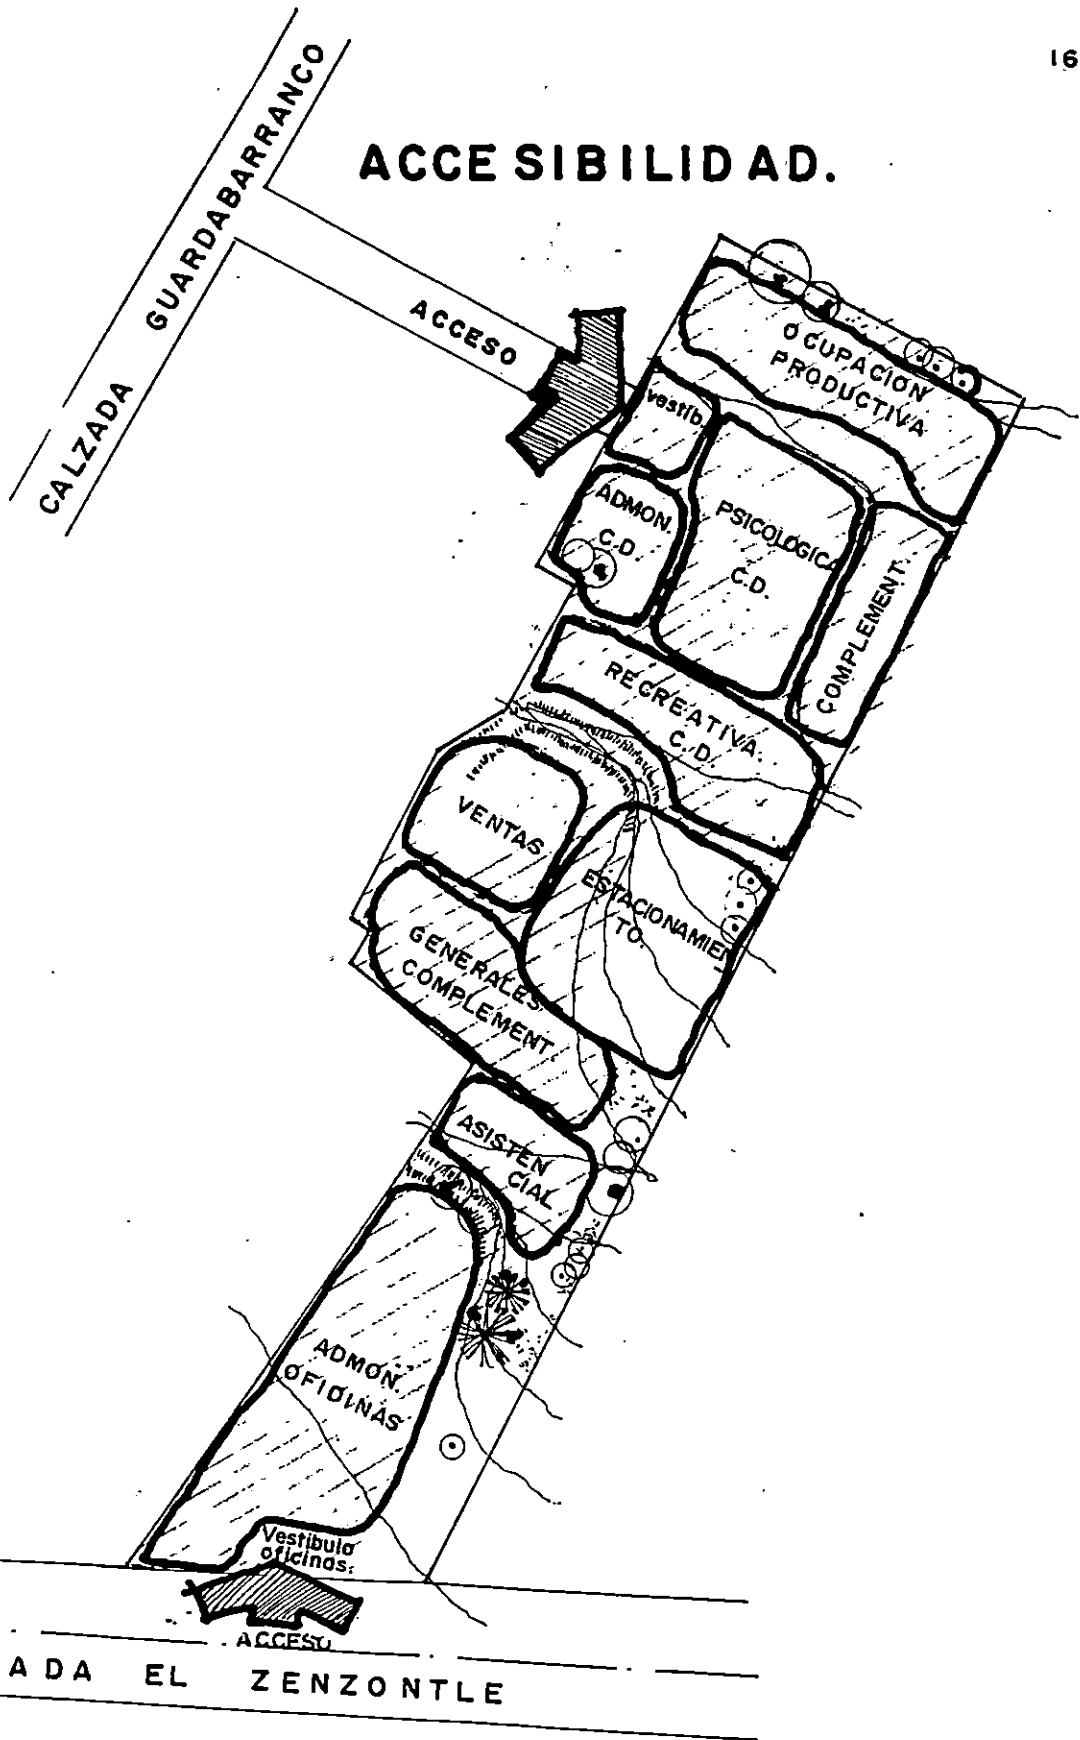 16
ACCESIBILIDAD.
CALZADA GUARDABARRANCO
ACCESO
OCUPACION
PRODUCTIVA
vestib.
ADMON.
C.D.
PSICOLOGICA
C.D.
COMPLEMENT.
RECREATIVA.
C.D.
VENTAS
ESTACIONAMIEN
TO.
GENERALES
COMPLEMENT.
ASISTEN
CIAL
ADMON.
OFIDINAS
Vestibulo
oficinas.
ACCESO
ADA EL ZENZONTLE